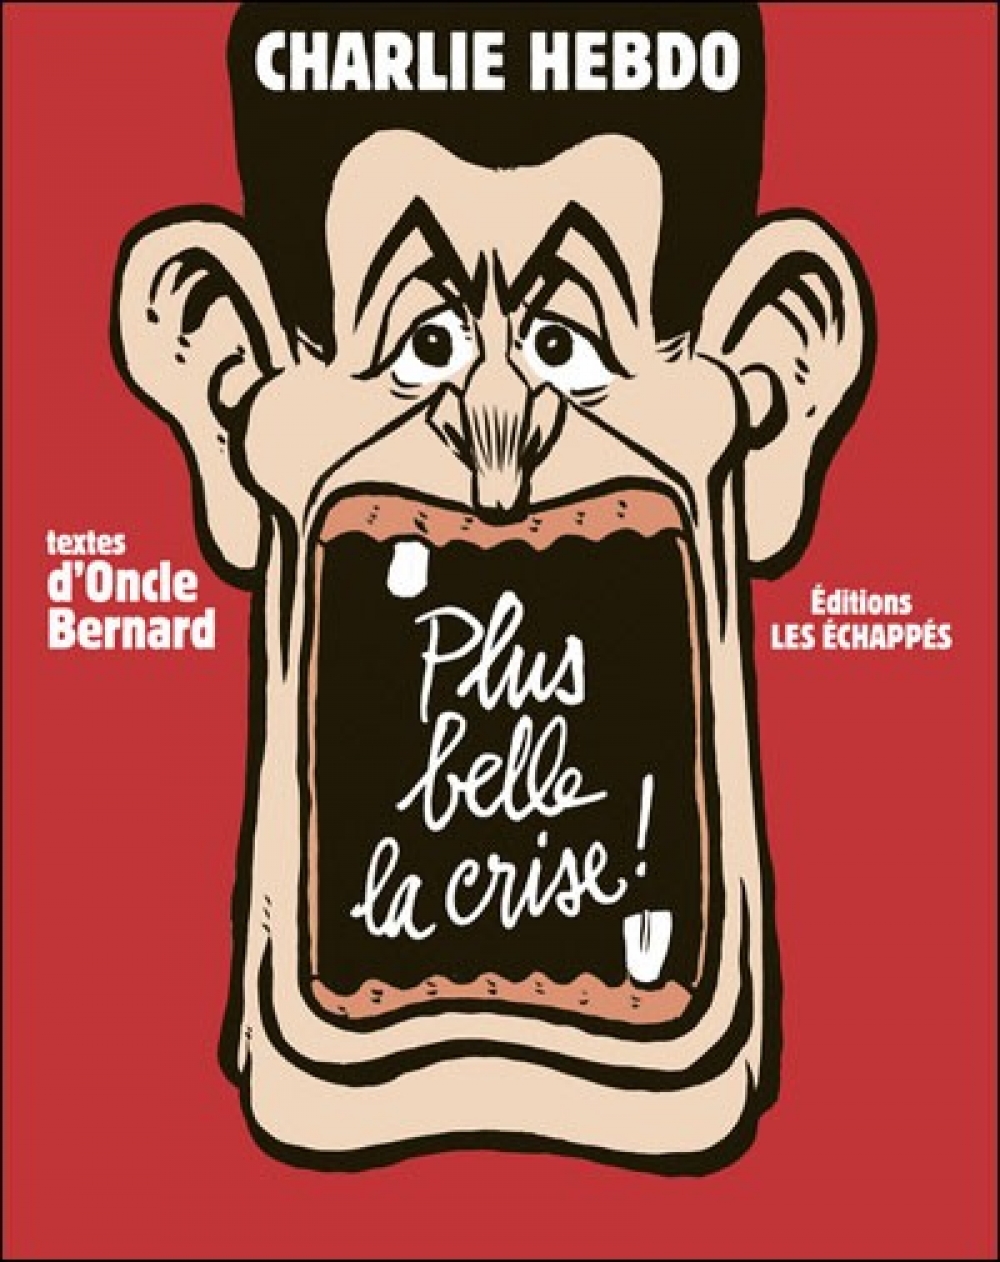 CHARLIE HEBDO
textes
d'Oncle
Bernard
Éditions
LES ÉCHAPPÉS
Plus
belle
la crise!